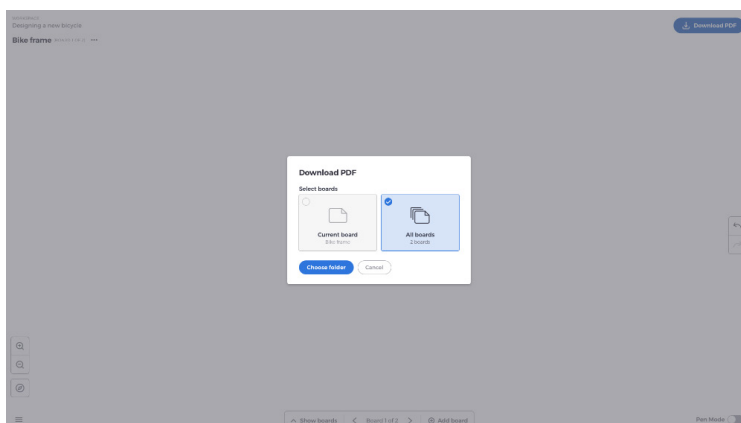 Designing a new bicycle
Download PDF
Bike frame
Download PDF
Select boards
Current board
Bike frame
All boards
2 boards
Choose folder
Cancel
Show boards
Board 1 of 2
Add board
Pen Mode